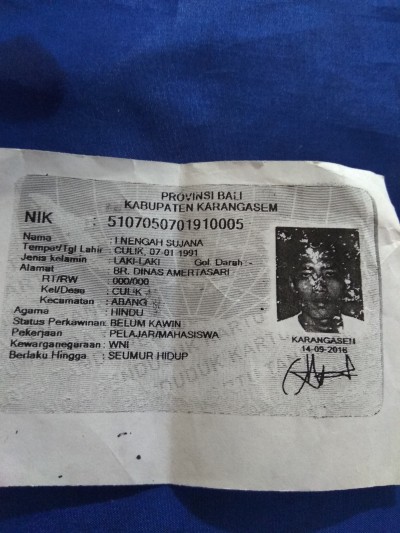 PROVINSI BALI
KABUPATEN KARANGASEM
NIK : 5107050701910005
Nama : I NENGAH SUJANA
Tempat/Tgl Lahir : CULIK, 07-01-1991
Jenis kelamin : LAKI-LAKI Gol. Darah : -
Alamat : BR. DINAS AMERTASARI
RT/RW : 000/000
Kel/Desa : CULIK
Kecamatan : ABANG
Agama : HINDU
Status Perkawinan: BELUM KAWIN
Pekerjaan : PELAJAR/MAHASISWA
Kewarganegaraan : WNI
Berlaku Hingga : SEUMUR HIDUP
KARANGASEM
14-09-2016